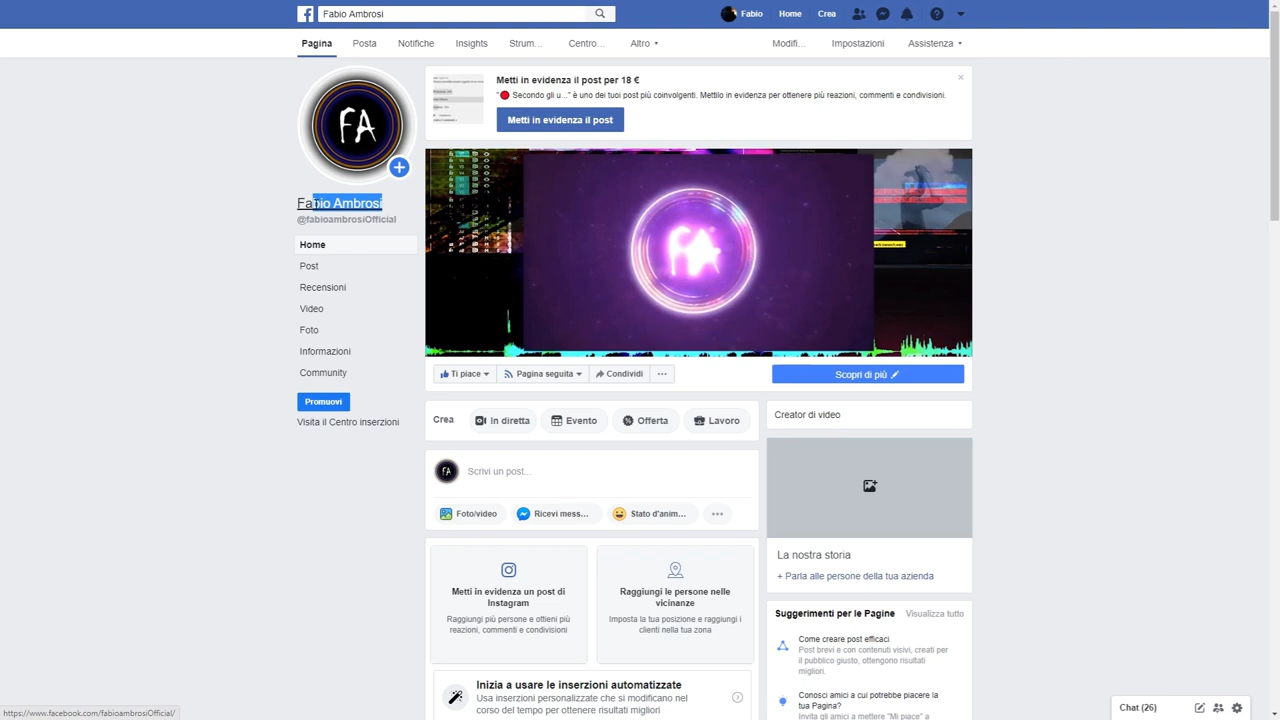 Fabio Ambrosi
Fabio Home Crea
Pagina Posta Notifiche Insights Strum... Centro... Altro Modifi... Impostazioni Assistenza
Metti in evidenza il post per 18 €
"🔴 Secondo gli u..." è uno dei tuoi post più coinvolgenti. Mettilo in evidenza per ottenere più reazioni, commenti e condivisioni.
Metti in evidenza il post
FA
Fabio Ambrosi
@fabioambrosiOfficial
Home
Post
Recensioni
Video
Foto
Informazioni
Community
Promuovi
Visita il Centro inserzioni
Ti piace Pagina seguita Condividi ...
Scopri di più
Crea In diretta Evento Offerta Lavoro
FA Scrivi un post...
Foto/video Ricevi mess... Stato d'anim...
Metti in evidenza un post di
Instagram
Raggiungi più persone e ottieni più
reazioni, commenti e condivisioni
Raggiungi le persone nelle
vicinanze
Imposta la tua posizione e raggiungi i
clienti nella tua zona
Inizia a usare le inserzioni automatizzate
Usa inserzioni personalizzate che si modificano nel
corso del tempo per ottenere risultati migliori
Creator di video
La nostra storia
+ Parla alle persone della tua azienda
Suggerimenti per le Pagine Visualizza tutto
Come creare post efficaci
Post brevi e con contenuti visivi, creati per
il pubblico giusto, ottengono risultati
migliori.
Conosci amici a cui potrebbe piacere la
tua Pagina?
Invita gli amici a mettere "Mi piace" a
Chat (26)
https://www.facebook.com/fabioambrosiOfficial/